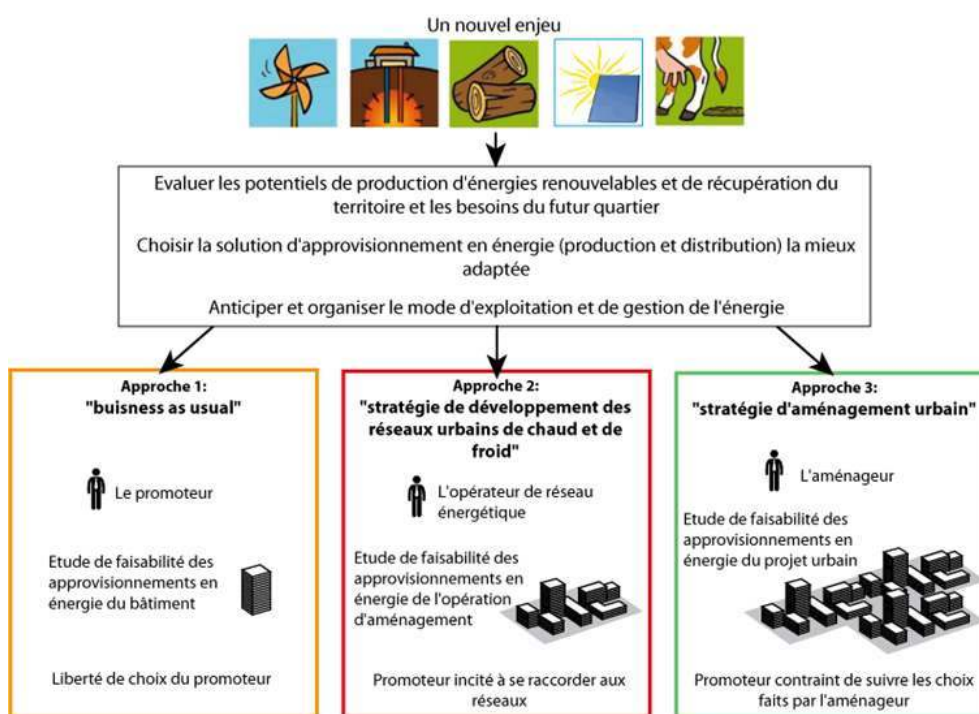 Un nouvel enjeu
Evaluer les potentiels de production d'énergies renouvelables et de récupération du
territoire et les besoins du futur quartier
Choisir la solution d'approvisionnement en énergie (production et distribution) la mieux
adaptée
Anticiper et organiser le mode d'exploitation et de gestion de l'énergie
Approche 1:
"buisness as usual"
Le promoteur
Etude de faisabilité des
approvisionnements en
énergie du bâtiment
Liberté de choix du promoteur
Approche 2:
"stratégie de développement des
réseaux urbains de chaud et de
froid"
L'opérateur de réseau
énergétique
Etude de faisabilité des
approvisionnements en
énergie de l'opération
d'aménagement
Promoteur incité à se raccorder aux
réseaux
Approche 3:
"stratégie d'aménagement urbain"
L'aménageur
Etude de faisabilité des
approvisionnements en
énergie du projet urbain
Promoteur contraint de suivre les choix
faits par l'aménageur